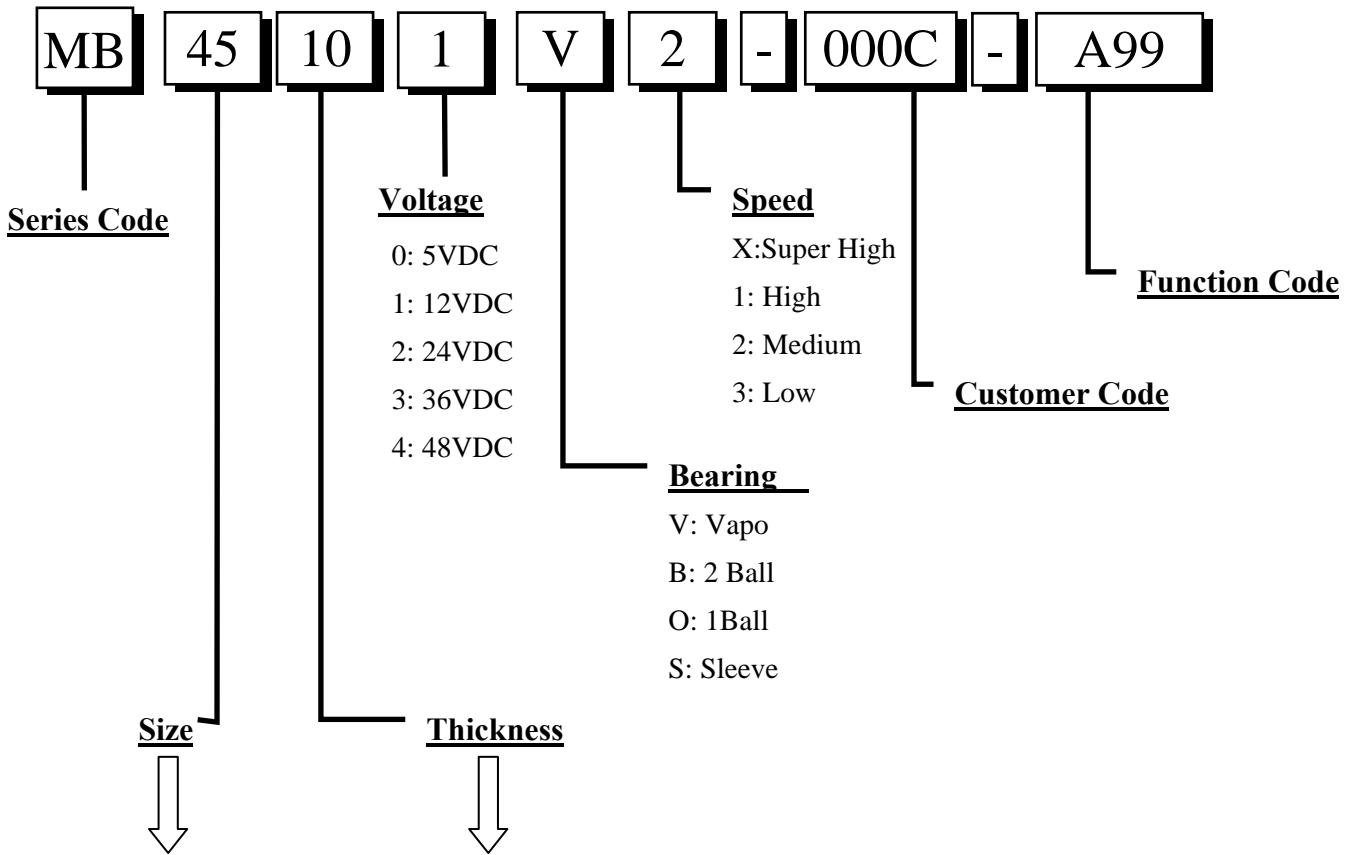 MB 45 10 1 V 2 - 000C - A99
Series Code
Voltage
0: 5VDC
1: 12VDC
2: 24VDC
3: 36VDC
4: 48VDC
Speed
X:Super High
1: High
2: Medium
3: Low
Function Code
Customer Code
Bearing
V: Vapo
B: 2 Ball
O: 1Ball
S: Sleeve
Size
Thickness